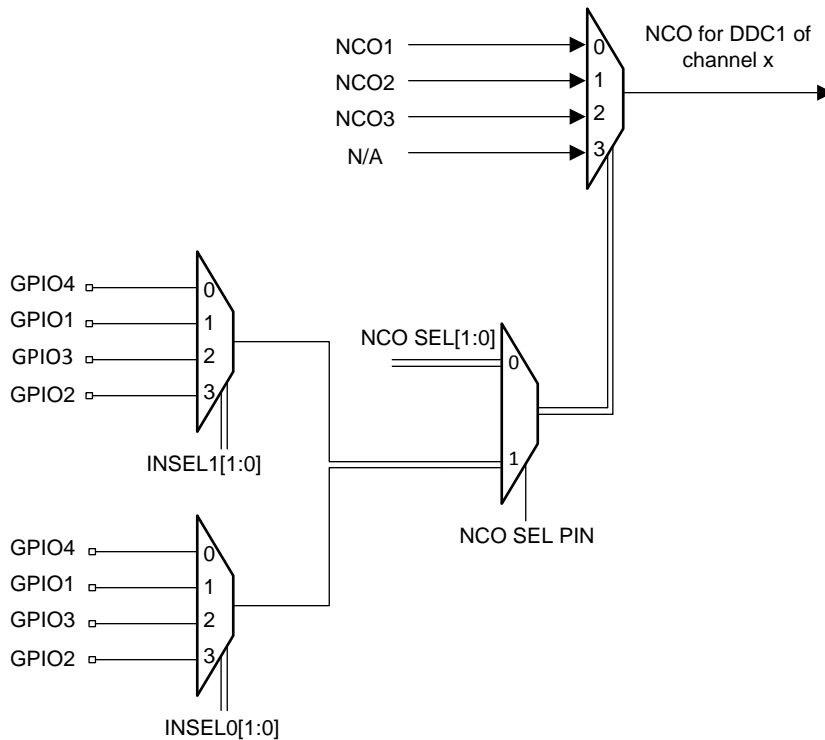 NCO1
NCO2
NCO3
N/A
0
1
2
3
NCO for DDC1 of
channel x
GPIO4
GPIO1
GPIO3
GPIO2
0
1
2
3
INSEL1[1:0]
NCO SEL[1:0]
0
1
NCO SEL PIN
GPIO4
GPIO1
GPIO3
GPIO2
0
1
2
3
INSEL0[1:0]